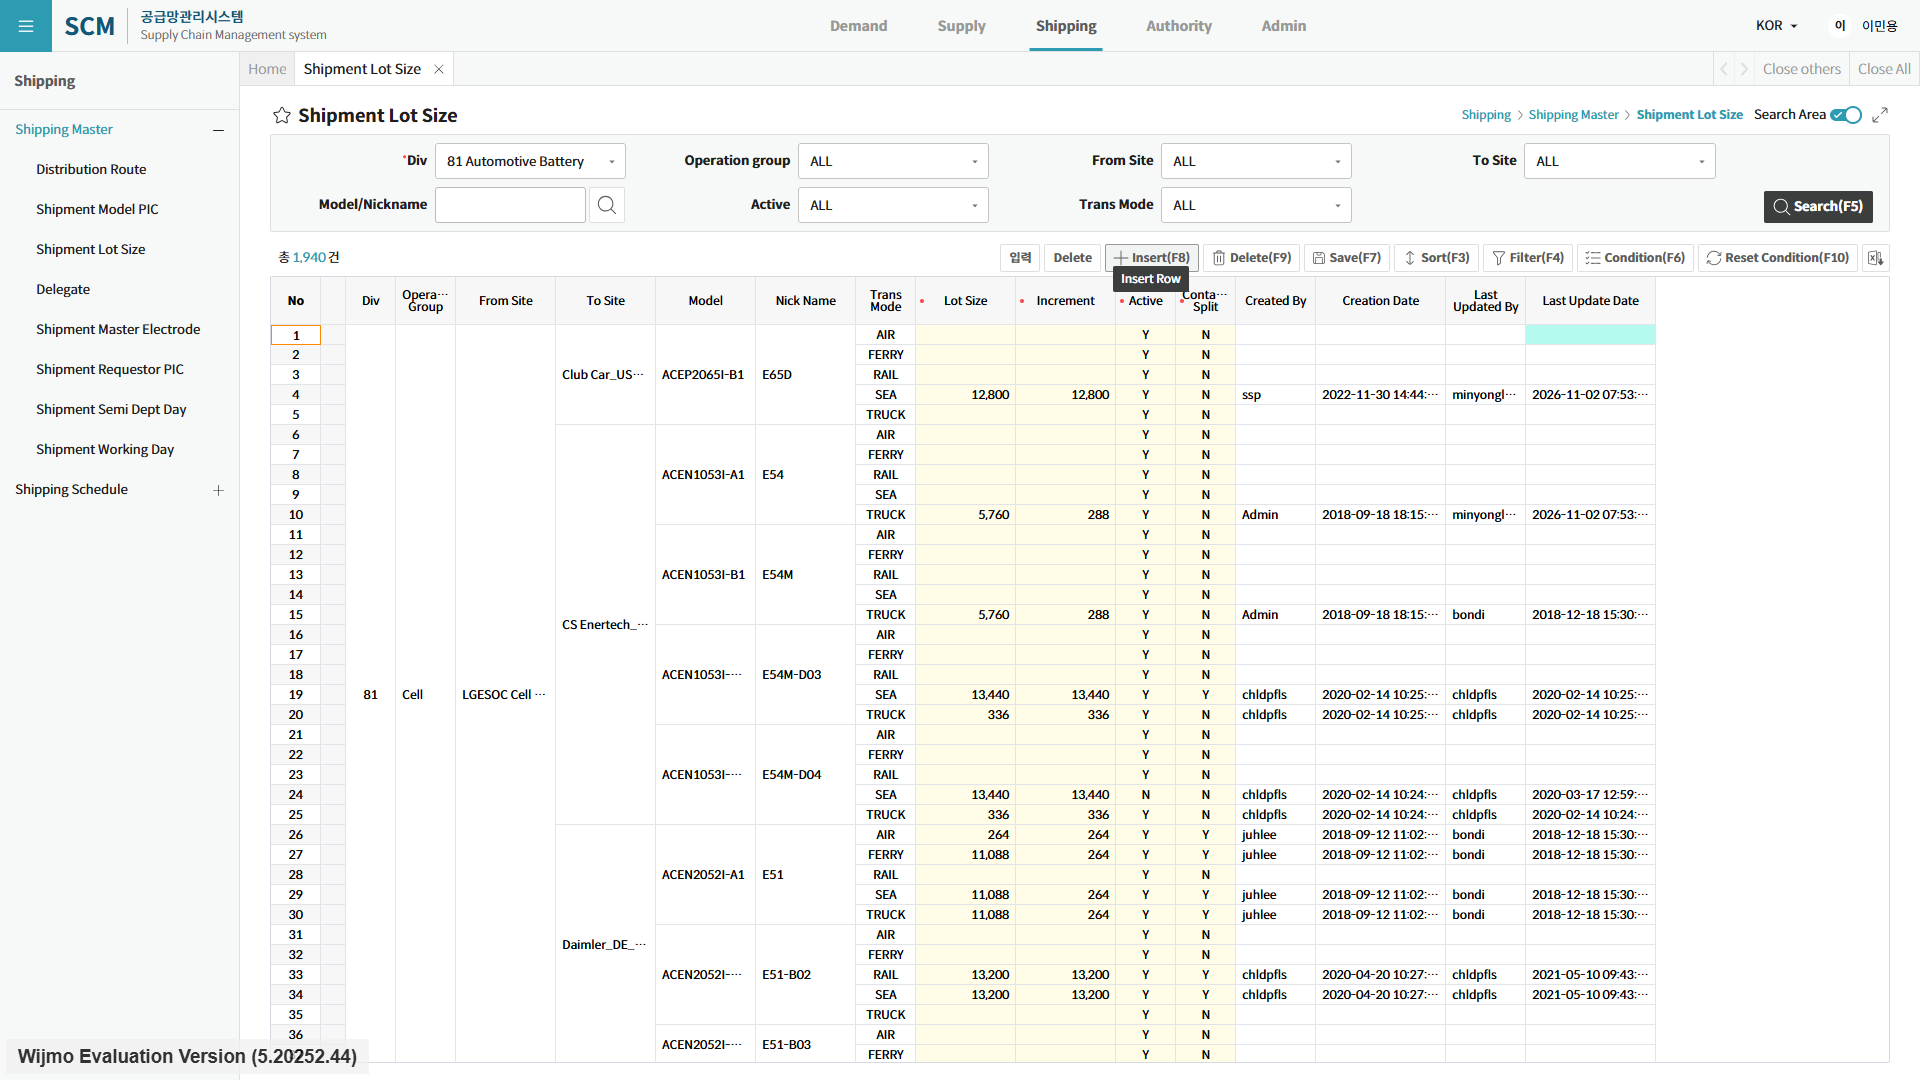 SCM
공급망관리시스템
Supply Chain Management system
Demand
Supply
Shipping
Authority
Admin
KOR
이
이민용
Shipping
Home
Shipment Lot Size
Close others
Close All
Shipping Master
Distribution Route
Shipment Model PIC
Shipment Lot Size
Delegate
Shipment Master Electrode
Shipment Requestor PIC
Shipment Semi Dept Day
Shipment Working Day
Shipping Schedule
Shipment Lot Size
Shipping > Shipping Master > Shipment Lot Size
Search Area
*Div 81 Automotive Battery
Operation group ALL
From Site ALL
To Site ALL
Model/Nickname
Active ALL
Trans Mode ALL
Search(F5)
총 1,940 건
입력
Delete
Insert(F8)
Delete(F9)
Save(F7)
Sort(F3)
Filter(F4)
Condition(F6)
Reset Condition(F10)
Insert Row
No Div Opera··· Group From Site To Site Model Nick Name Trans Mode Lot Size Increment Active Conta··· Split Created By Creation Date Last Updated By Last Update Date
81 Cell LGESOC Cell ···
Club Car_US··· ACEP2065I-B1 E65D
1 AIR Y N
2 FERRY Y N
3 RAIL Y N
4 SEA 12,800 12,800 Y N ssp 2022-11-30 14:44:··· minyongl··· 2026-11-02 07:53:···
5 TRUCK Y N
CS Enertech_··· ACEN1053I-A1 E54
6 AIR Y N
7 FERRY Y N
8 RAIL Y N
9 SEA Y N
10 TRUCK 5,760 288 Y N Admin 2018-09-18 18:15:··· minyongl··· 2026-11-02 07:53:···
ACEN1053I-B1 E54M
11 AIR Y N
12 FERRY Y N
13 RAIL Y N
14 SEA Y N
15 TRUCK 5,760 288 Y N Admin 2018-09-18 18:15:··· bondi 2018-12-18 15:30:···
ACEN1053I-··· E54M-D03
16 AIR Y N
17 FERRY Y N
18 RAIL Y N
19 SEA 13,440 13,440 Y Y chldpfls 2020-02-14 10:25:··· chldpfls 2020-02-14 10:25:···
20 TRUCK 336 336 Y N chldpfls 2020-02-14 10:25:··· chldpfls 2020-02-14 10:25:···
ACEN1053I-··· E54M-D04
21 AIR Y N
22 FERRY Y N
23 RAIL Y N
24 SEA 13,440 13,440 N N chldpfls 2020-02-14 10:24:··· chldpfls 2020-03-17 12:59:···
25 TRUCK 336 336 Y N chldpfls 2020-02-14 10:24:··· chldpfls 2020-02-14 10:24:···
Daimler_DE_··· ACEN2052I-A1 E51
26 AIR 264 264 Y Y juhlee 2018-09-12 11:02:··· bondi 2018-12-18 15:30:···
27 FERRY 11,088 264 Y Y juhlee 2018-09-12 11:02:··· bondi 2018-12-18 15:30:···
28 RAIL Y N
29 SEA 11,088 264 Y Y juhlee 2018-09-12 11:02:··· bondi 2018-12-18 15:30:···
30 TRUCK 11,088 264 Y Y juhlee 2018-09-12 11:02:··· bondi 2018-12-18 15:30:···
ACEN2052I-··· E51-B02
31 AIR Y N
32 FERRY Y N
33 RAIL 13,200 13,200 Y Y chldpfls 2020-04-20 10:27:··· chldpfls 2021-05-10 09:43:···
34 SEA 13,200 13,200 Y Y chldpfls 2020-04-20 10:27:··· chldpfls 2021-05-10 09:43:···
35 TRUCK Y N
ACEN2052I-··· E51-B03
36 AIR Y N
FERRY Y N
Wijmo Evaluation Version (5.20252.44)